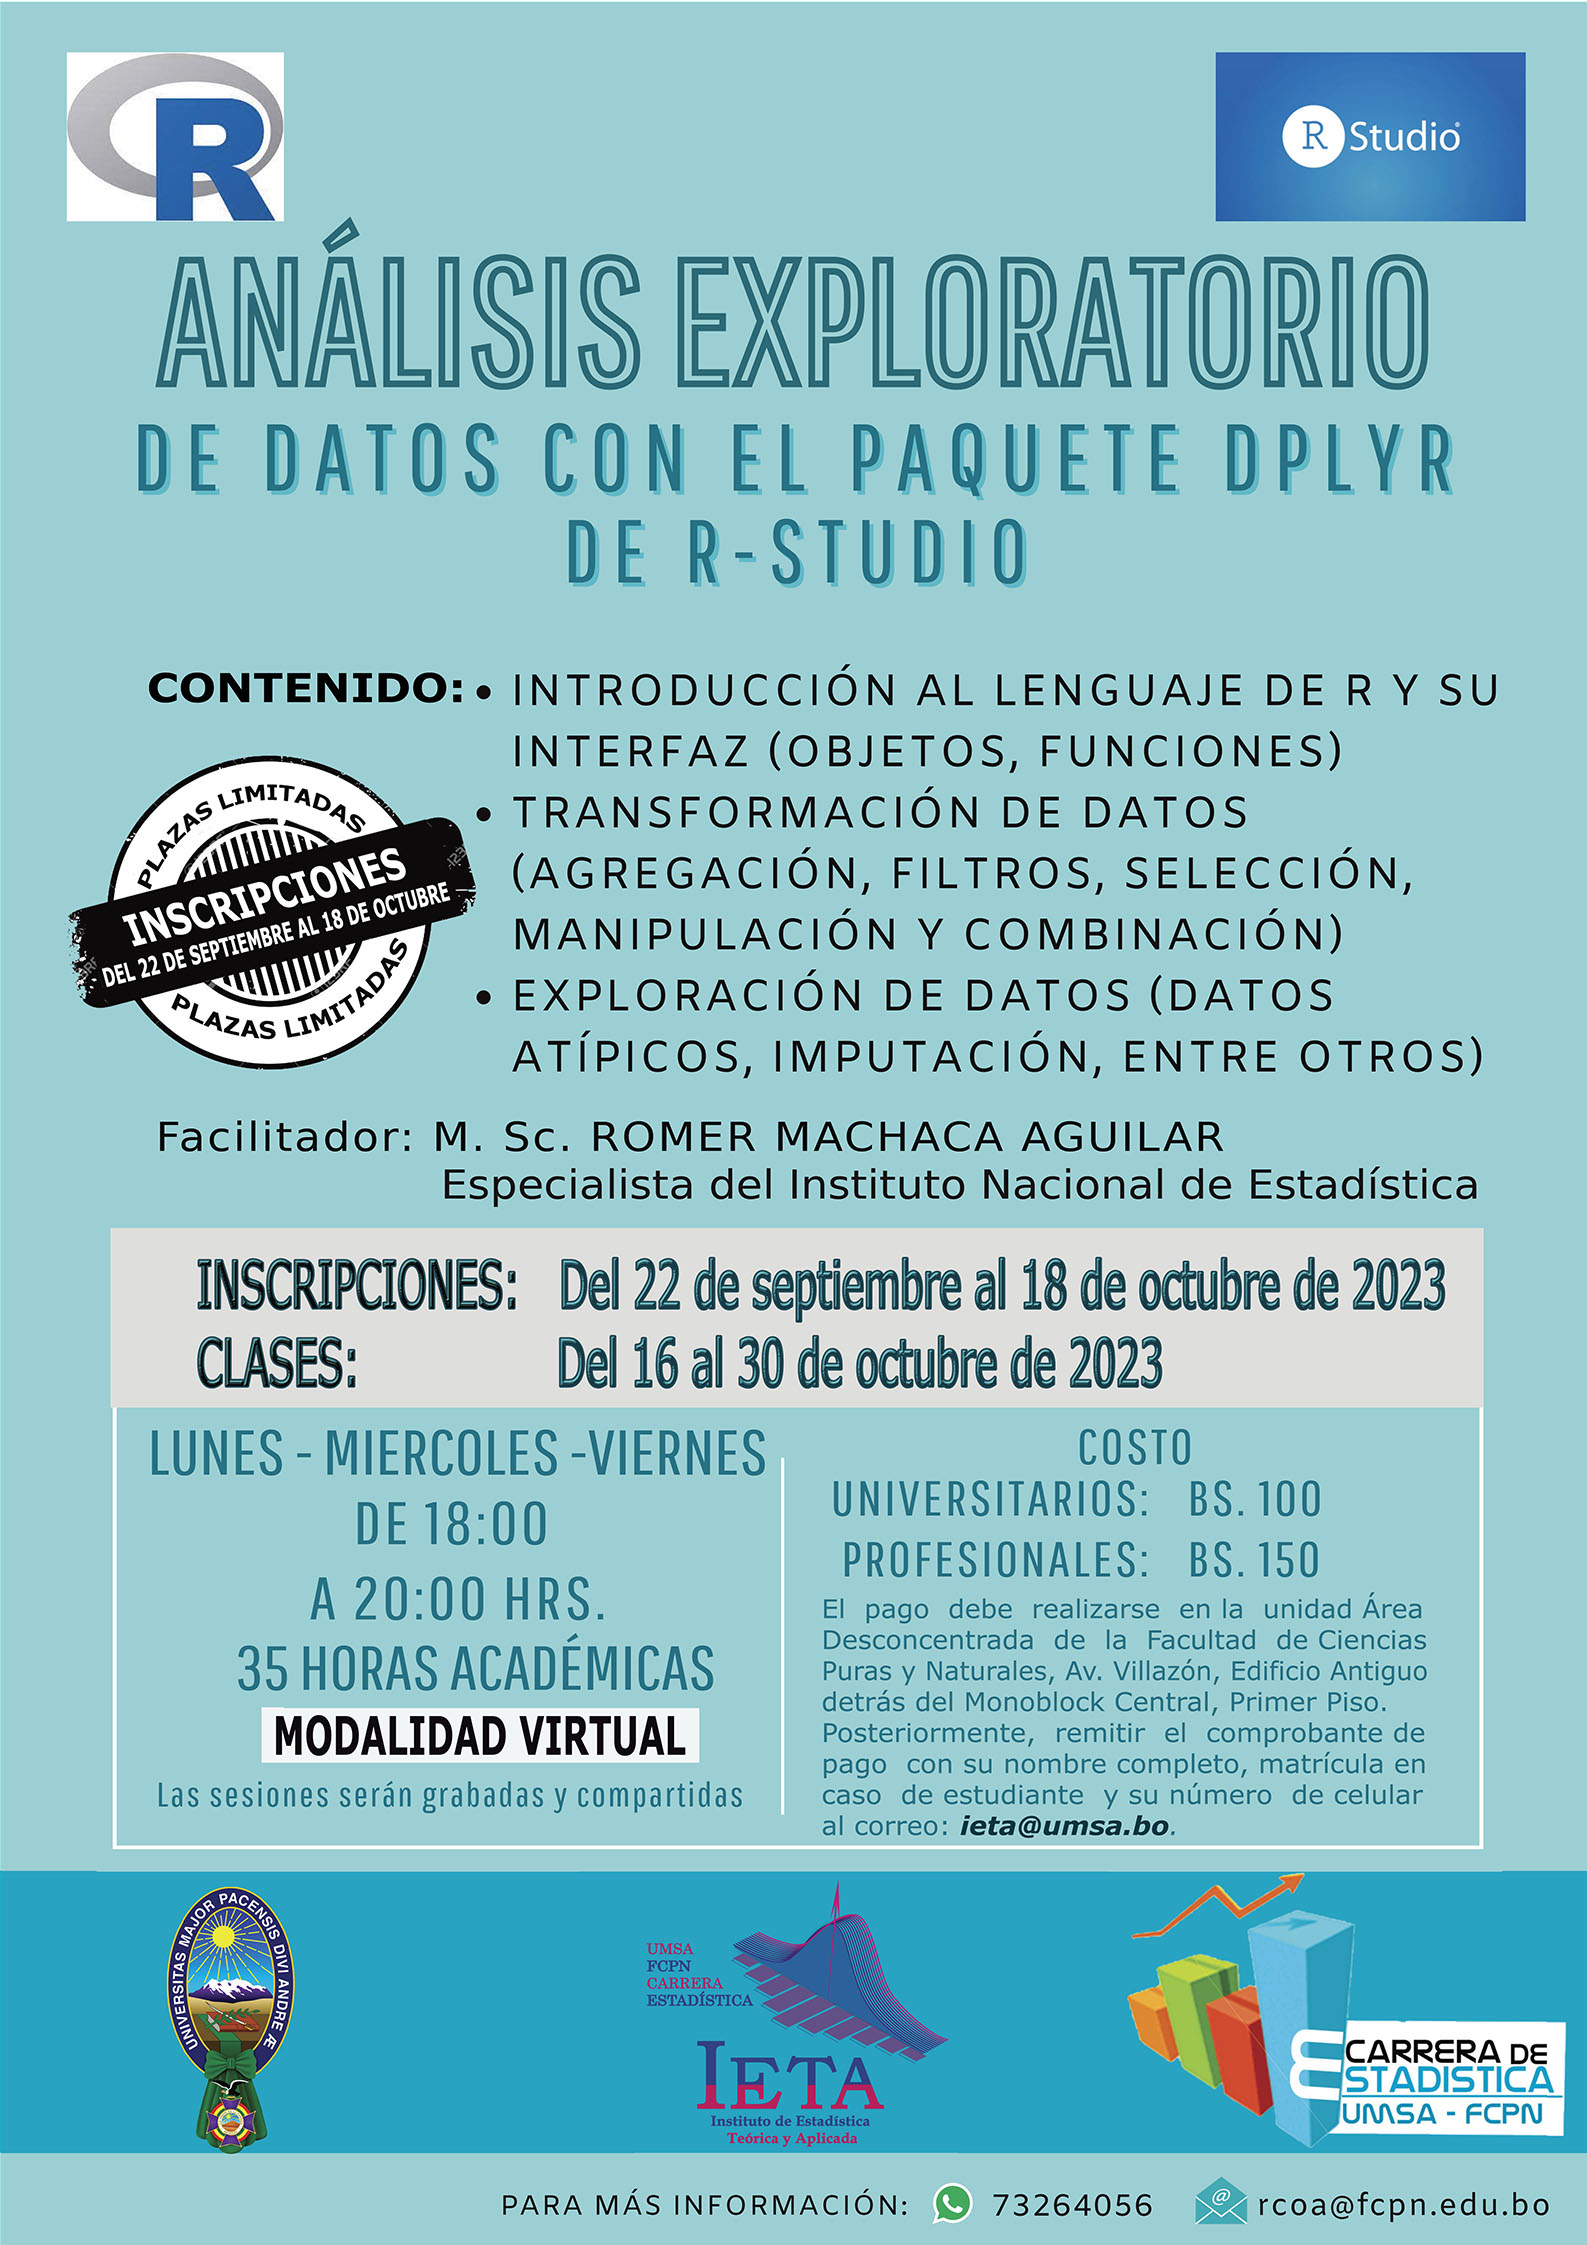 R
R Studio®
ANÁLISIS EXPLORATORIO
DE DATOS CON EL PAQUETE DPLYR
DE R-STUDIO
CONTENIDO:
• INTRODUCCIÓN AL LENGUAJE DE R Y SU
INTERFAZ (OBJETOS, FUNCIONES)
• TRANSFORMACIÓN DE DATOS
(AGREGACIÓN, FILTROS, SELECCIÓN,
MANIPULACIÓN Y COMBINACIÓN)
• EXPLORACIÓN DE DATOS (DATOS
ATÍPICOS, IMPUTACIÓN, ENTRE OTROS)
PLAZAS LIMITADAS
INSCRIPCIONES
DEL 22 DE SEPTIEMBRE AL 18 DE OCTUBRE
PLAZAS LIMITADAS
Facilitador: M. Sc. ROMER MACHACA AGUILAR
Especialista del Instituto Nacional de Estadística
INSCRIPCIONES: Del 22 de septiembre al 18 de octubre de 2023
CLASES: Del 16 al 30 de octubre de 2023
LUNES - MIERCOLES -VIERNES
DE 18:00
A 20:00 HRS.
35 HORAS ACADÉMICAS
MODALIDAD VIRTUAL
Las sesiones serán grabadas y compartidas
COSTO
UNIVERSITARIOS: BS. 100
PROFESIONALES: BS. 150
El pago debe realizarse en la unidad Área
Desconcentrada de la Facultad de Ciencias
Puras y Naturales, Av. Villazón, Edificio Antiguo
detrás del Monoblock Central, Primer Piso.
Posteriormente, remitir el comprobante de
pago con su nombre completo, matrícula en
caso de estudiante y su número de celular
al correo: ieta@umsa.bo.
UNIVERSITAS MAJOR PACENSIS DIVI ANDRE Æ
UMSA
FCPN
CARRERA
ESTADÍSTICA
IETA
Instituto de Estadística
Teórica y Aplicada
CARRERA DE
ESTADISTICA
UMSA - FCPN
PARA MÁS INFORMACIÓN: 73264056 rcoa@fcpn.edu.bo